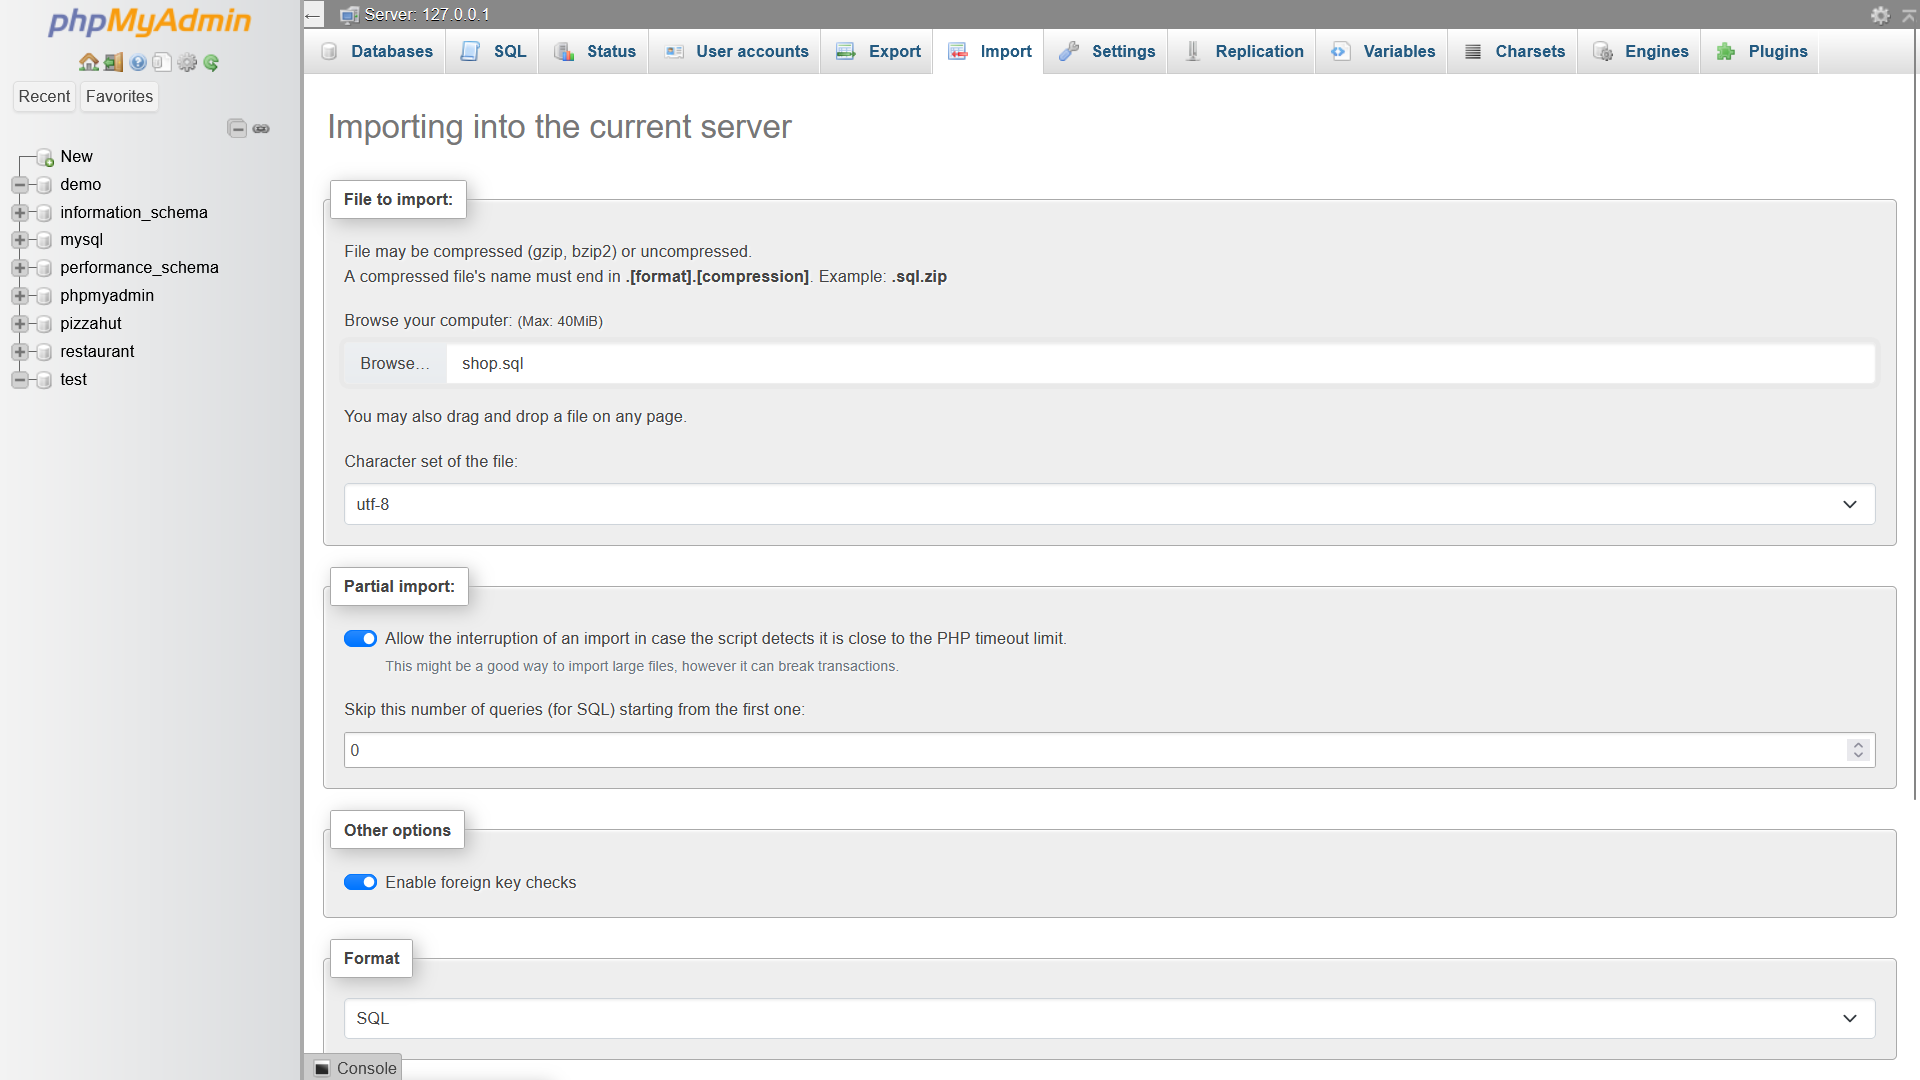 phpMyAdmin
Recent Favorites
New
demo
information_schema
mysql
performance_schema
phpmyadmin
pizzahut
restaurant
test
Server: 127.0.0.1
Databases SQL Status User accounts Export Import Settings Replication Variables Charsets Engines Plugins
Importing into the current server
File to import:
File may be compressed (gzip, bzip2) or uncompressed.
A compressed file's name must end in .[format].[compression]. Example: .sql.zip
Browse your computer: (Max: 40MiB)
Browse... shop.sql
You may also drag and drop a file on any page.
Character set of the file:
utf-8
Partial import:
Allow the interruption of an import in case the script detects it is close to the PHP timeout limit.
This might be a good way to import large files, however it can break transactions.
Skip this number of queries (for SQL) starting from the first one:
0
Other options
Enable foreign key checks
Format
SQL
Console